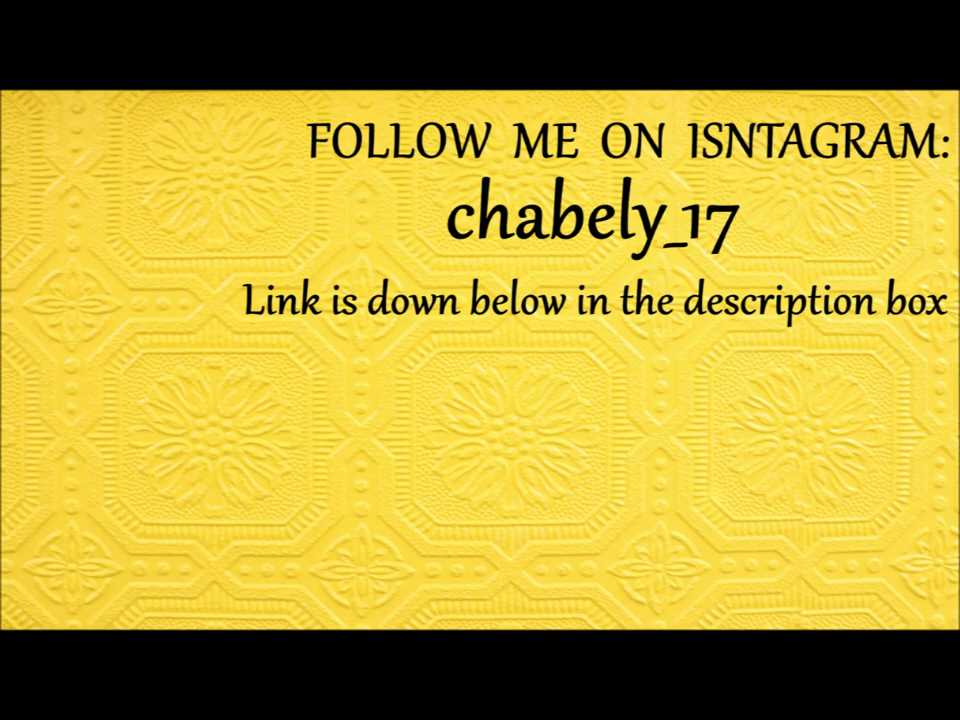 FOLLOW ME ON ISNTAGRAM:
chabely_17
Link is down below in the description box